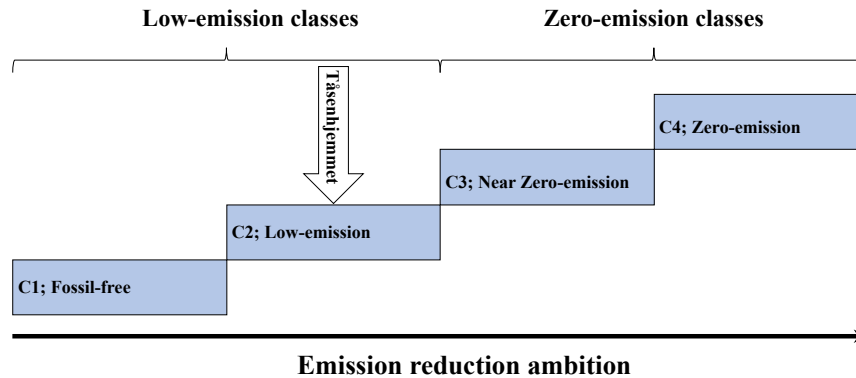 Low-emission classes
Zero-emission classes
Tåsenhjemmet
C4; Zero-emission
C3; Near Zero-emission
C2; Low-emission
C1; Fossil-free
Emission reduction ambition